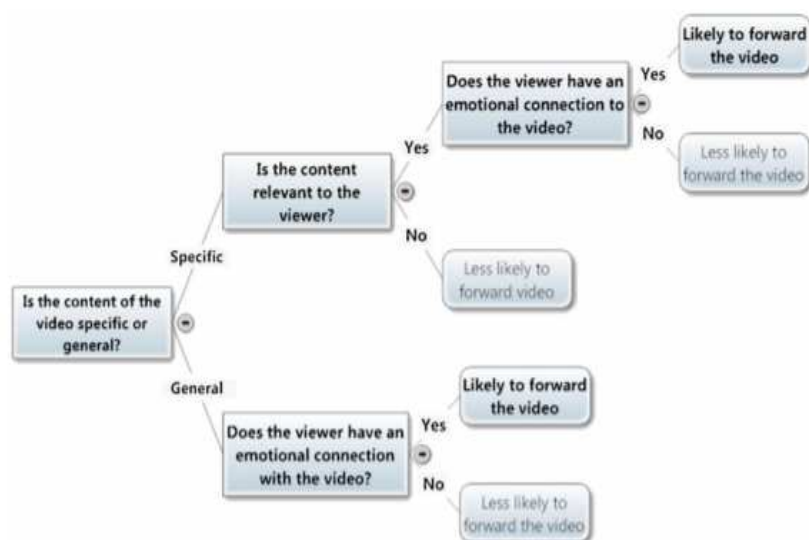 Likely to forward
the video
Yes
Does the viewer have an
emotional connection to
the video?
No
Less likely to
forward the video
Yes
Is the content
relevant to the
viewer?
No
Less likely to
forward video
Specific
Is the content of the
video specific or
general?
General
Likely to forward
the video
Yes
Does the viewer have an
emotional connection
with the video?
No
Less likely to
forward the video